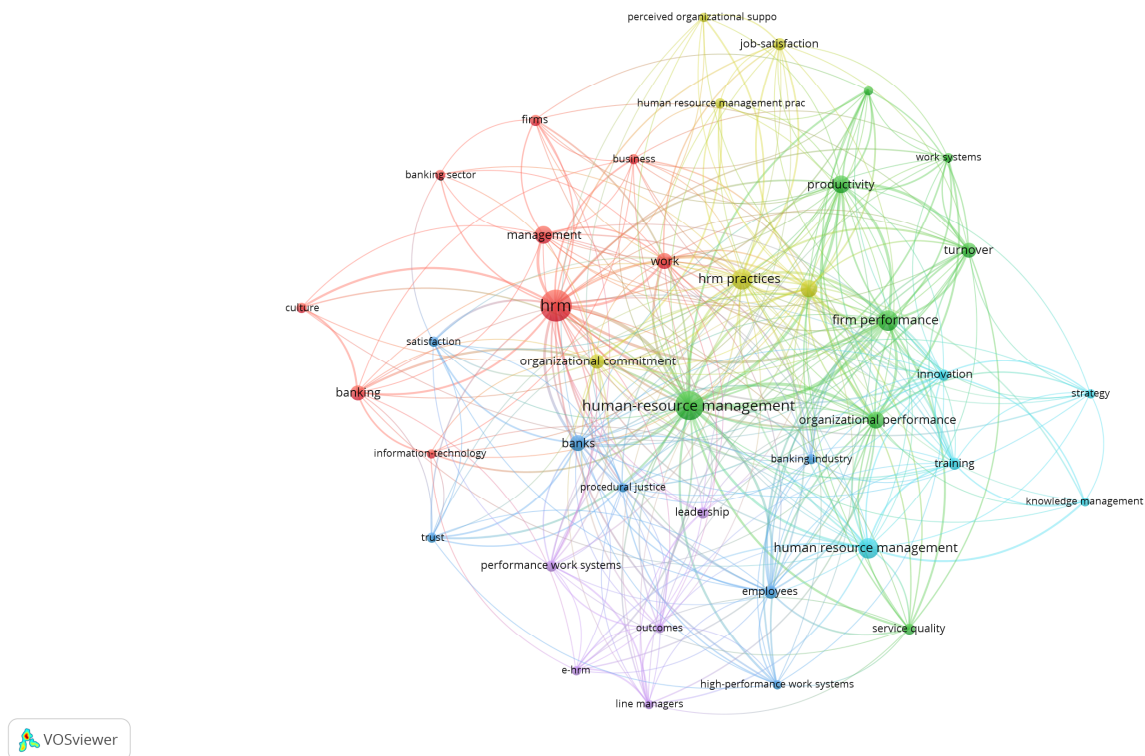 perceived organizational suppo
job-satisfaction
human resource management prac
firms
business
work systems
banking sector
productivity
management
turnover
work
hrm practices
hrm
culture
firm performance
satisfaction
organizational commitment
innovation
banking
strategy
human-resource management
organizational performance
banks
information-technology
banking industry
training
procedural justice
knowledge management
leadership
trust
human resource management
performance work systems
employees
outcomes
service quality
e-hrm
high-performance work systems
line managers
VOSviewer